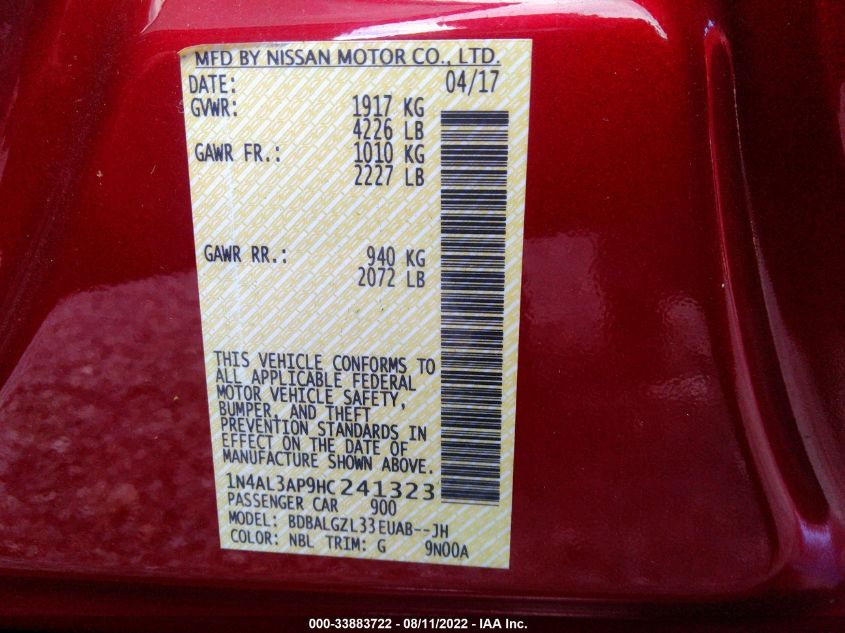 MFD BY NISSAN MOTOR CO., LTD.
DATE: 04/17
GVWR: 1917 KG
4226 LB
GAWR FR.: 1010 KG
2227 LB
GAWR RR.: 940 KG
2072 LB
THIS VEHICLE CONFORMS TO
ALL APPLICABLE FEDERAL
MOTOR VEHICLE SAFETY,
BUMPER, AND THEFT
PREVENTION STANDARDS IN
EFFECT ON THE DATE OF
MANUFACTURE SHOWN ABOVE.
1N4AL3AP9HC241323
PASSENGER CAR 900
MODEL: BDBALGZL33EUAB--JH
COLOR: NBL TRIM: G 9N00A
000-33883722 - 08/11/2022 - IAA Inc.